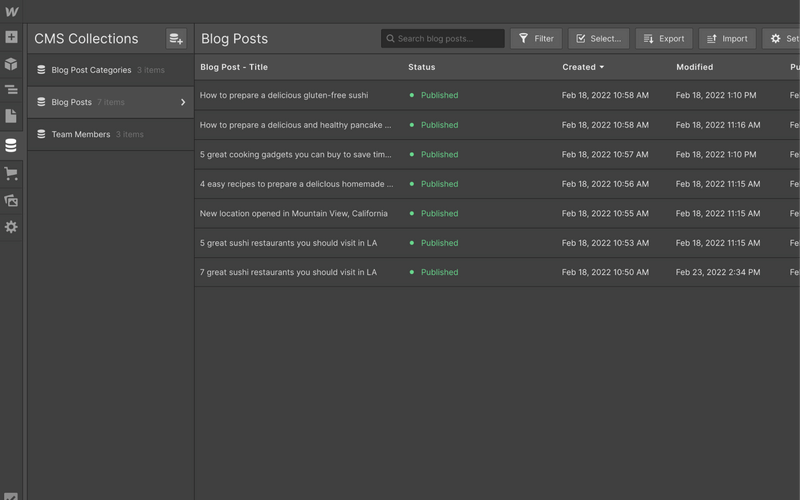 CMS Collections
Blog Post Categories 3 items
Blog Posts 7 items
Team Members 3 items
Blog Posts
Search blog posts...
Filter
Select...
Export
Import
Set
Blog Post - Title Status Created Modified Pu
How to prepare a delicious gluten-free sushi Published Feb 18, 2022 10:58 AM Feb 18, 2022 1:10 PM Fe
How to prepare a delicious and healthy pancake ... Published Feb 18, 2022 10:58 AM Feb 18, 2022 11:16 AM Fe
5 great cooking gadgets you can buy to save tim... Published Feb 18, 2022 10:57 AM Feb 18, 2022 1:10 PM Fe
4 easy recipes to prepare a delicious homemade ... Published Feb 18, 2022 10:56 AM Feb 18, 2022 11:15 AM Fe
New location opened in Mountain View, California Published Feb 18, 2022 10:55 AM Feb 18, 2022 11:15 AM Fe
5 great sushi restaurants you should visit in LA Published Feb 18, 2022 10:53 AM Feb 18, 2022 11:15 AM Fe
7 great sushi restaurants you should visit in LA Published Feb 18, 2022 10:50 AM Feb 23, 2022 2:34 PM Fe